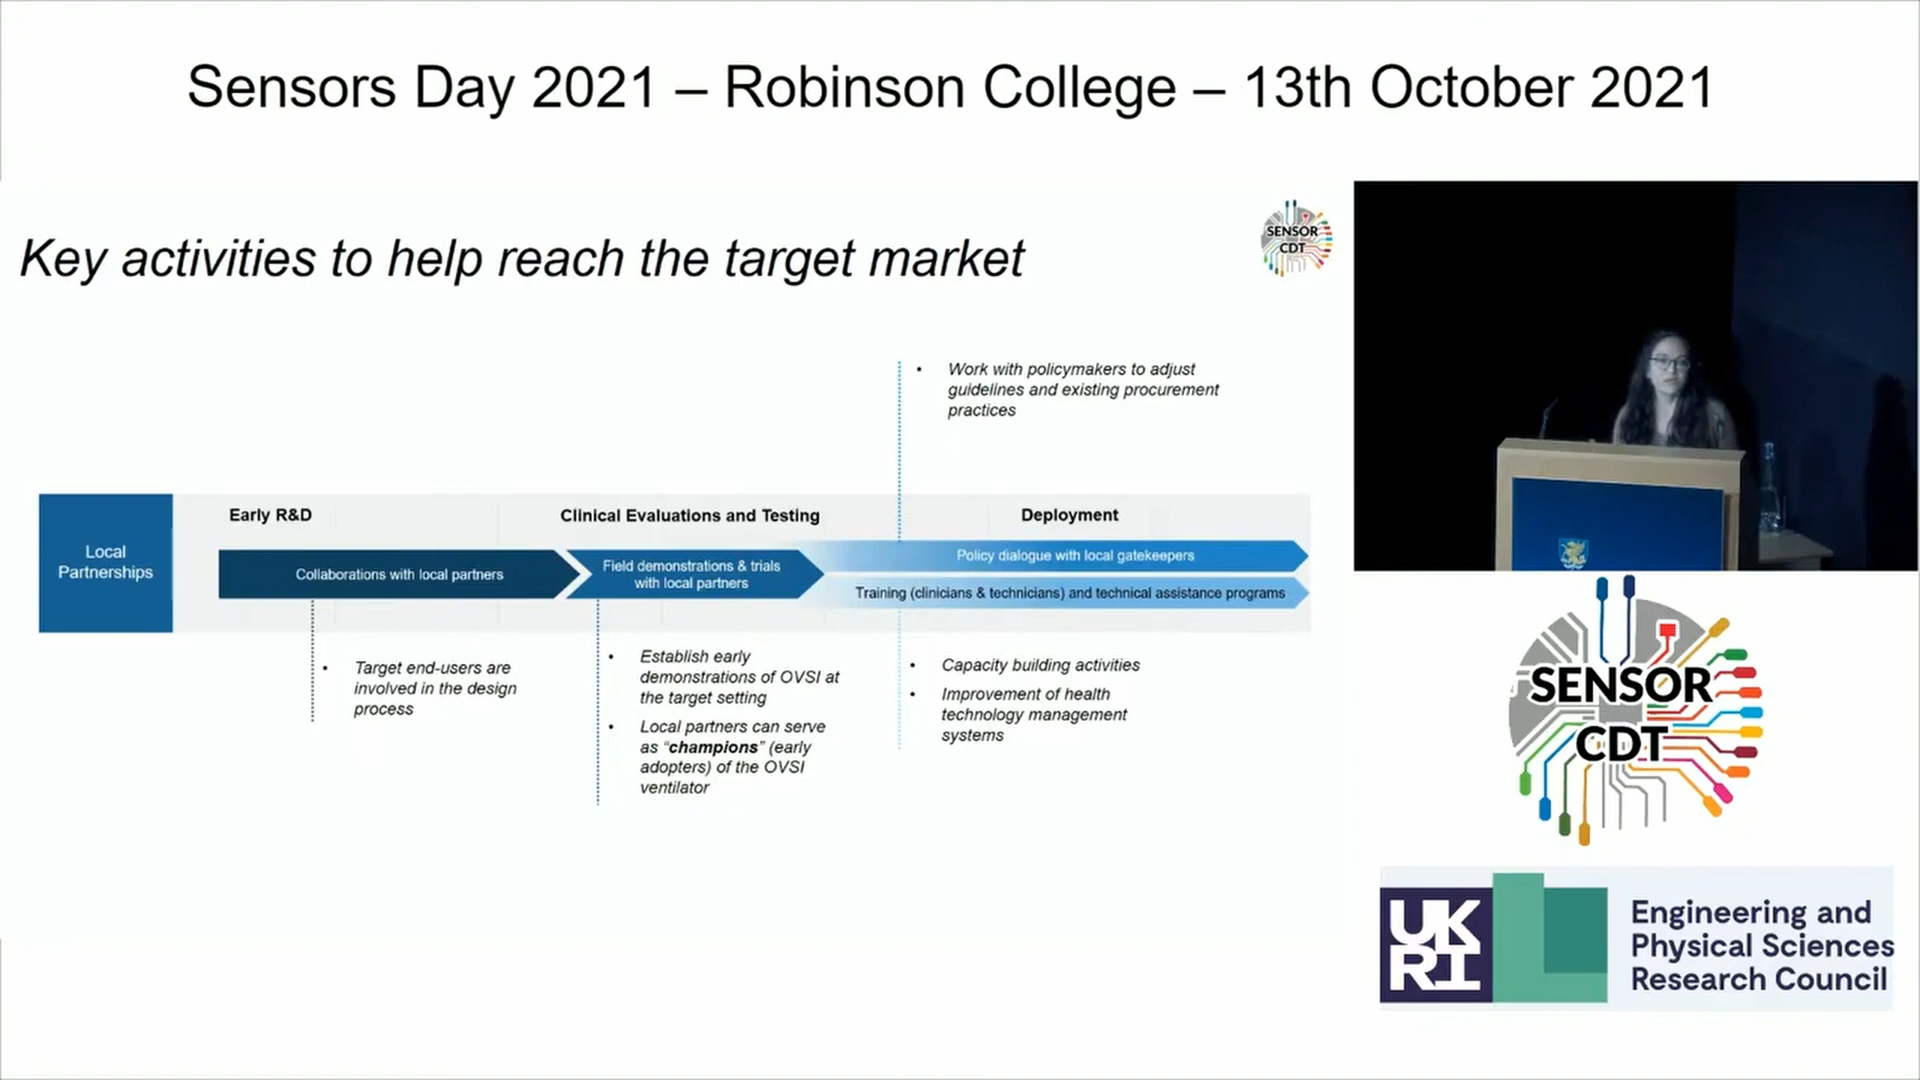 Sensors Day 2021 – Robinson College – 13th October 2021
Key activities to help reach the target market
SENSOR
CDT
• Work with policymakers to adjust
guidelines and existing procurement
practices
Local
Partnerships
Early R&D
Clinical Evaluations and Testing
Deployment
Collaborations with local partners
Field demonstrations & trials
with local partners
Policy dialogue with local gatekeepers
Training (clinicians & technicians) and technical assistance programs
• Target end-users are
involved in the design
process
• Establish early
demonstrations of OVSI at
the target setting
• Local partners can serve
as “champions” (early
adopters) of the OVSI
ventilator
• Capacity building activities
• Improvement of health
technology management
systems
SENSOR
CDT
UK
RI
Engineering and
Physical Sciences
Research Council